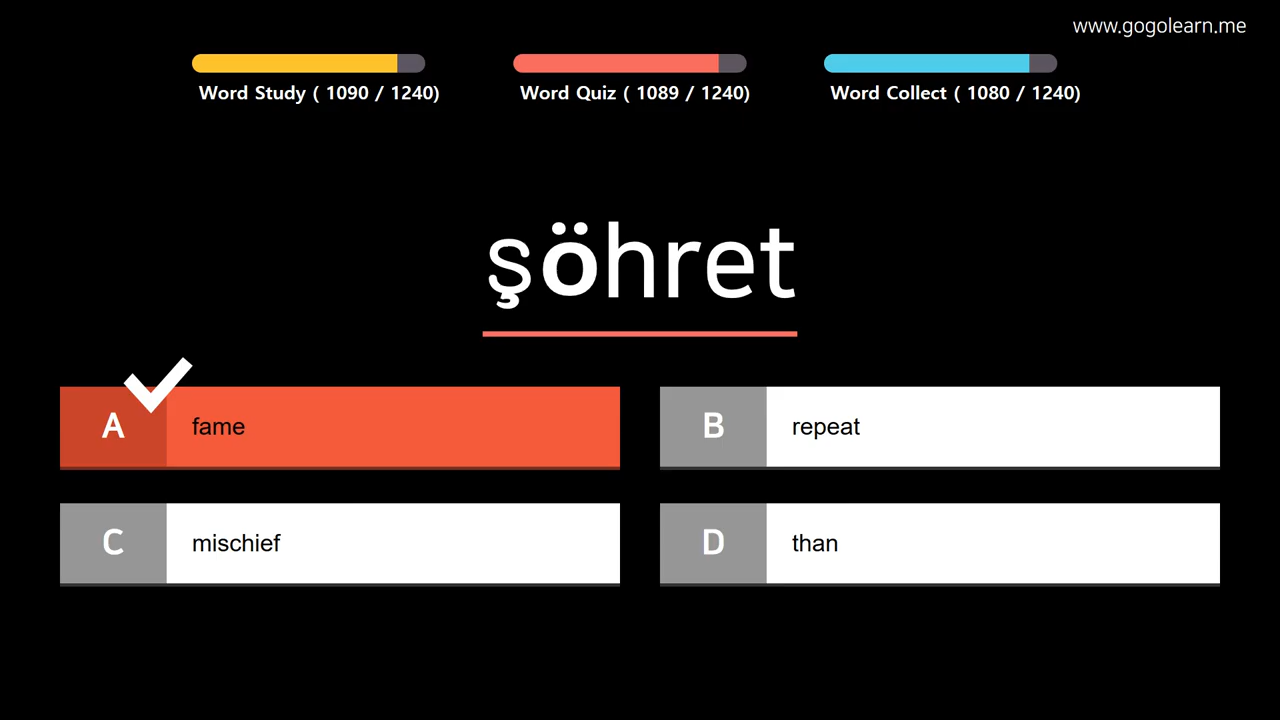 www.gogolearn.me
Word Study ( 1090 / 1240)
Word Quiz ( 1089 / 1240)
Word Collect ( 1080 / 1240)
şöhret
A fame
B repeat
C mischief
D than